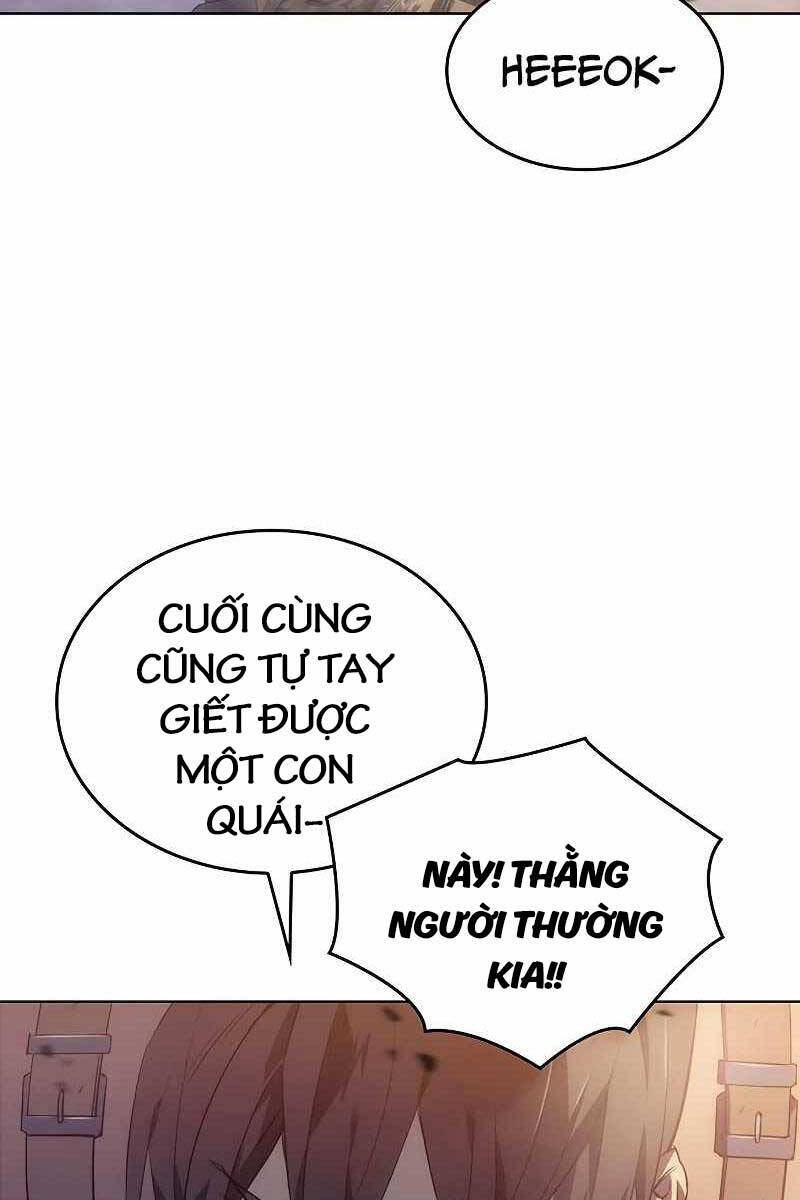 HEEEOK-
CUỐI CÙNG
CŨNG TỰ TAY
GIẾT ĐƯỢC
MỘT CON
QUÁI-
NÀY! THẰNG
NGƯỜI THƯỜNG
KIA!!